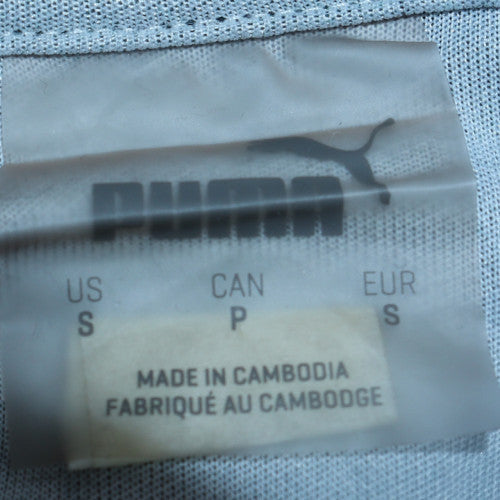 PUMA
US CAN EUR
S P S
MADE IN CAMBODIA
FABRIQUÉ AU CAMBODGE